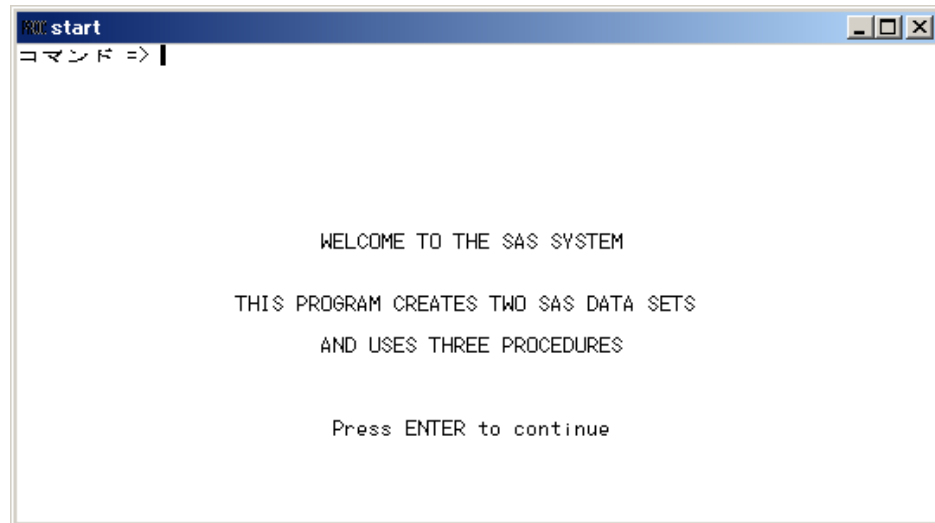 start
コマンド =>
WELCOME TO THE SAS SYSTEM
THIS PROGRAM CREATES TWO SAS DATA SETS
AND USES THREE PROCEDURES
Press ENTER to continue